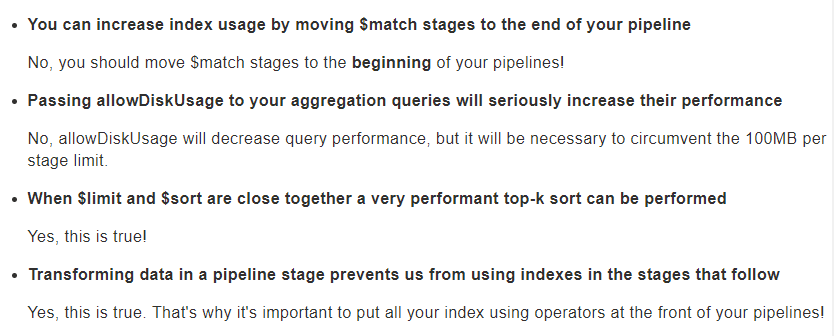 You can increase index usage by moving $match stages to the end of your pipeline
No, you should move $match stages to the beginning of your pipelines!
Passing allowDiskUsage to your aggregation queries will seriously increase their performance
No, allowDiskUsage will decrease query performance, but it will be necessary to circumvent the 100MB per
stage limit.
When $limit and $sort are close together a very performant top-k sort can be performed
Yes, this is true!
Transforming data in a pipeline stage prevents us from using indexes in the stages that follow
Yes, this is true. That's why it's important to put all your index using operators at the front of your pipelines!